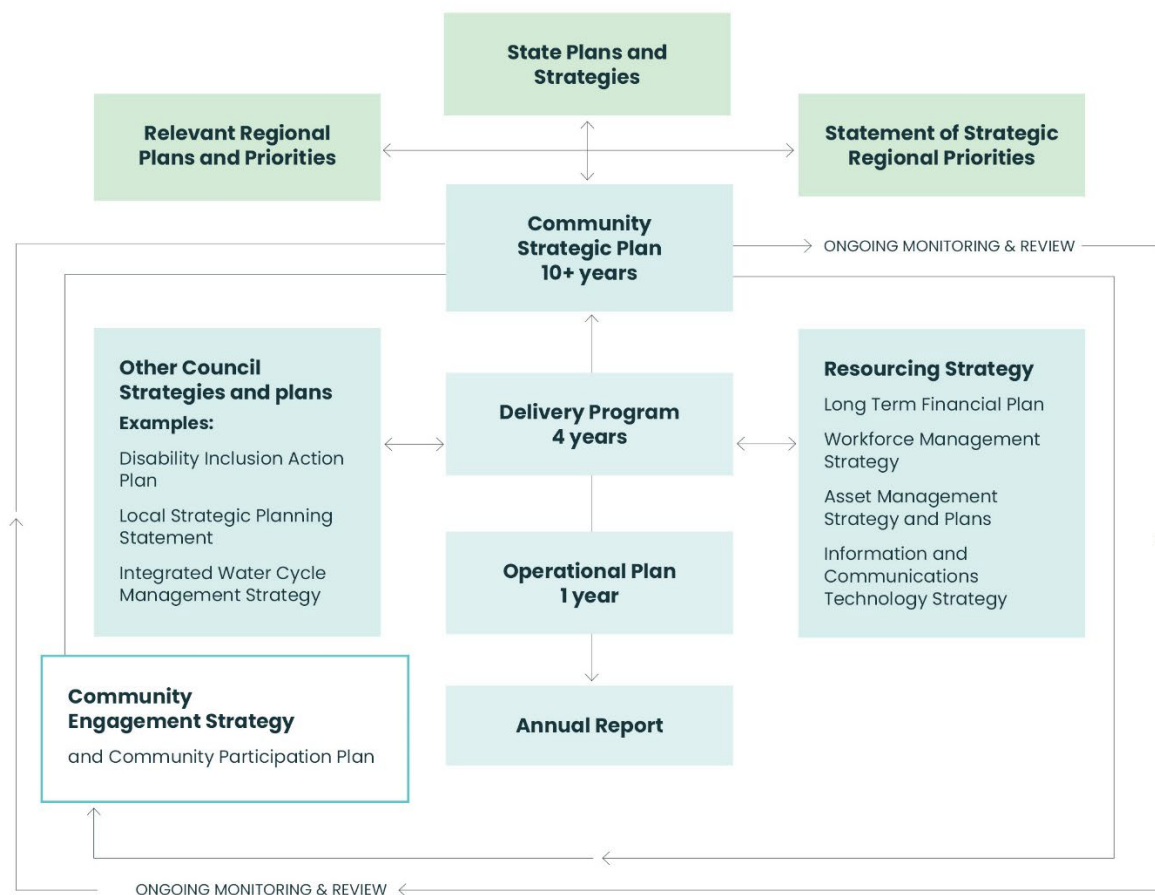 State Plans and
Strategies
Relevant Regional
Plans and Priorities
Statement of Strategic
Regional Priorities
Community
Strategic Plan
10+ years
ONGOING MONITORING & REVIEW
Other Council
Strategies and plans
Examples:
Disability Inclusion Action
Plan
Local Strategic Planning
Statement
Integrated Water Cycle
Management Strategy
Delivery Program
4 years
Resourcing Strategy
Long Term Financial Plan
Workforce Management
Strategy
Asset Management
Strategy and Plans
Information and
Communications
Technology Strategy
Operational Plan
1 year
Community
Engagement Strategy
and Community Participation Plan
Annual Report
ONGOING MONITORING & REVIEW